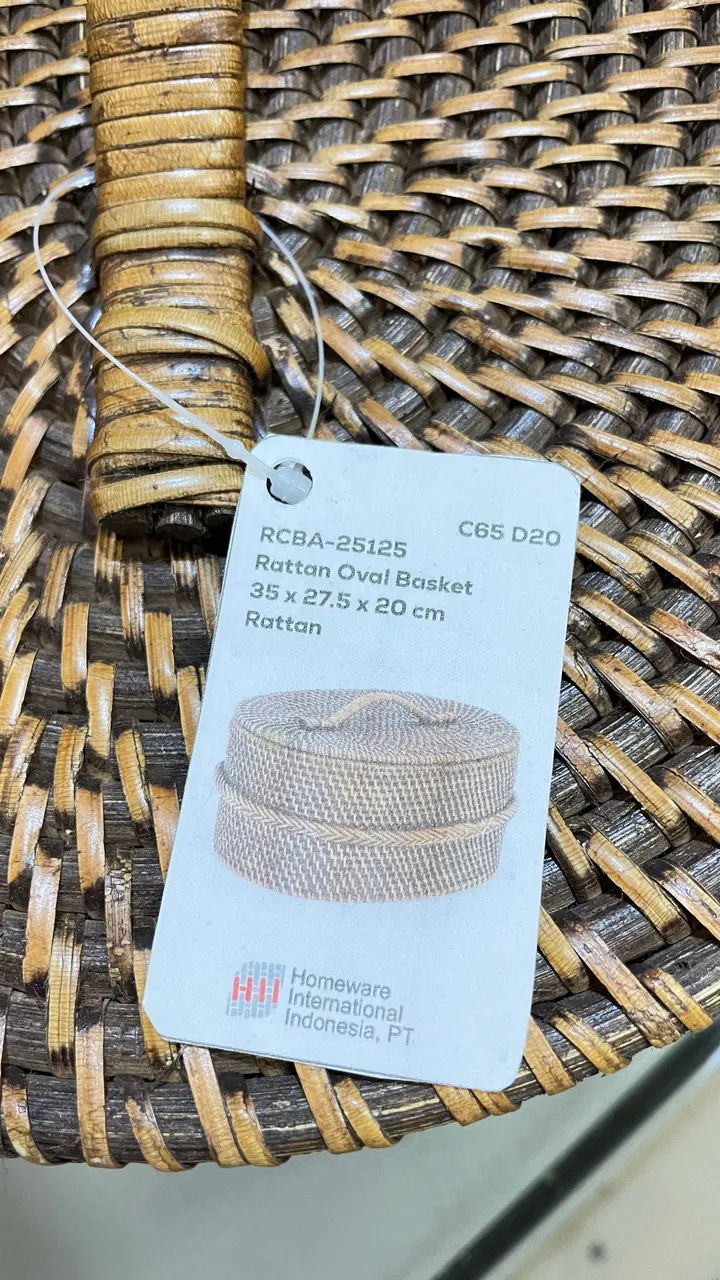 RCBA-25125
C65 D20
Rattan Oval Basket
35 x 27.5 x 20 cm
Rattan
HII Homeware
International
Indonesia, PT